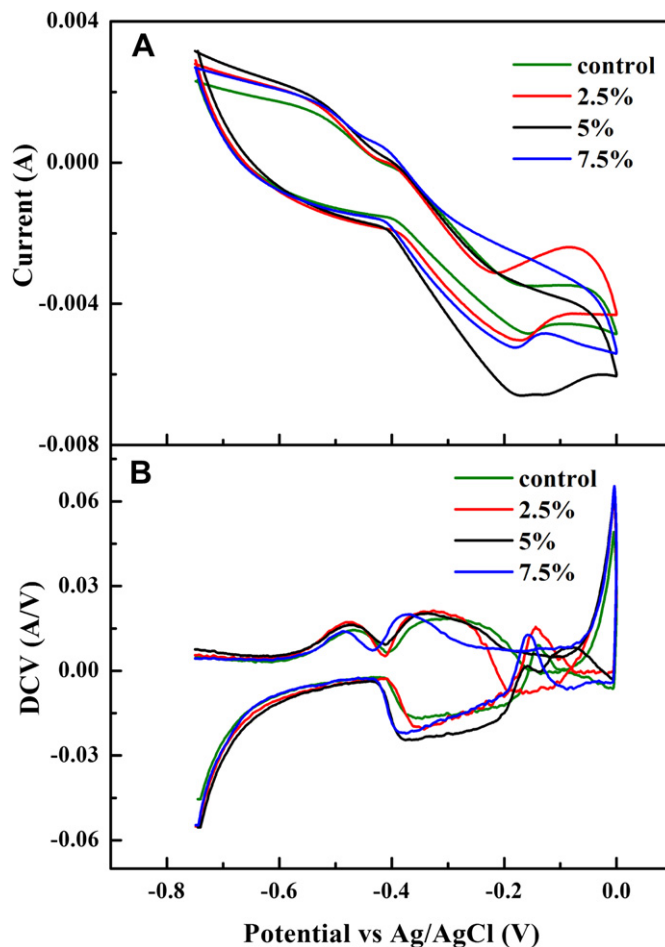 0.004
A
control
2.5%
5%
7.5%
0.000
-0.004
-0.008
Current (A)
B
control
2.5%
5%
7.5%
0.06
0.03
0.00
-0.03
-0.06
DCV (A/V)
-0.8 -0.6 -0.4 -0.2 0.0
Potential vs Ag/AgCl (V)